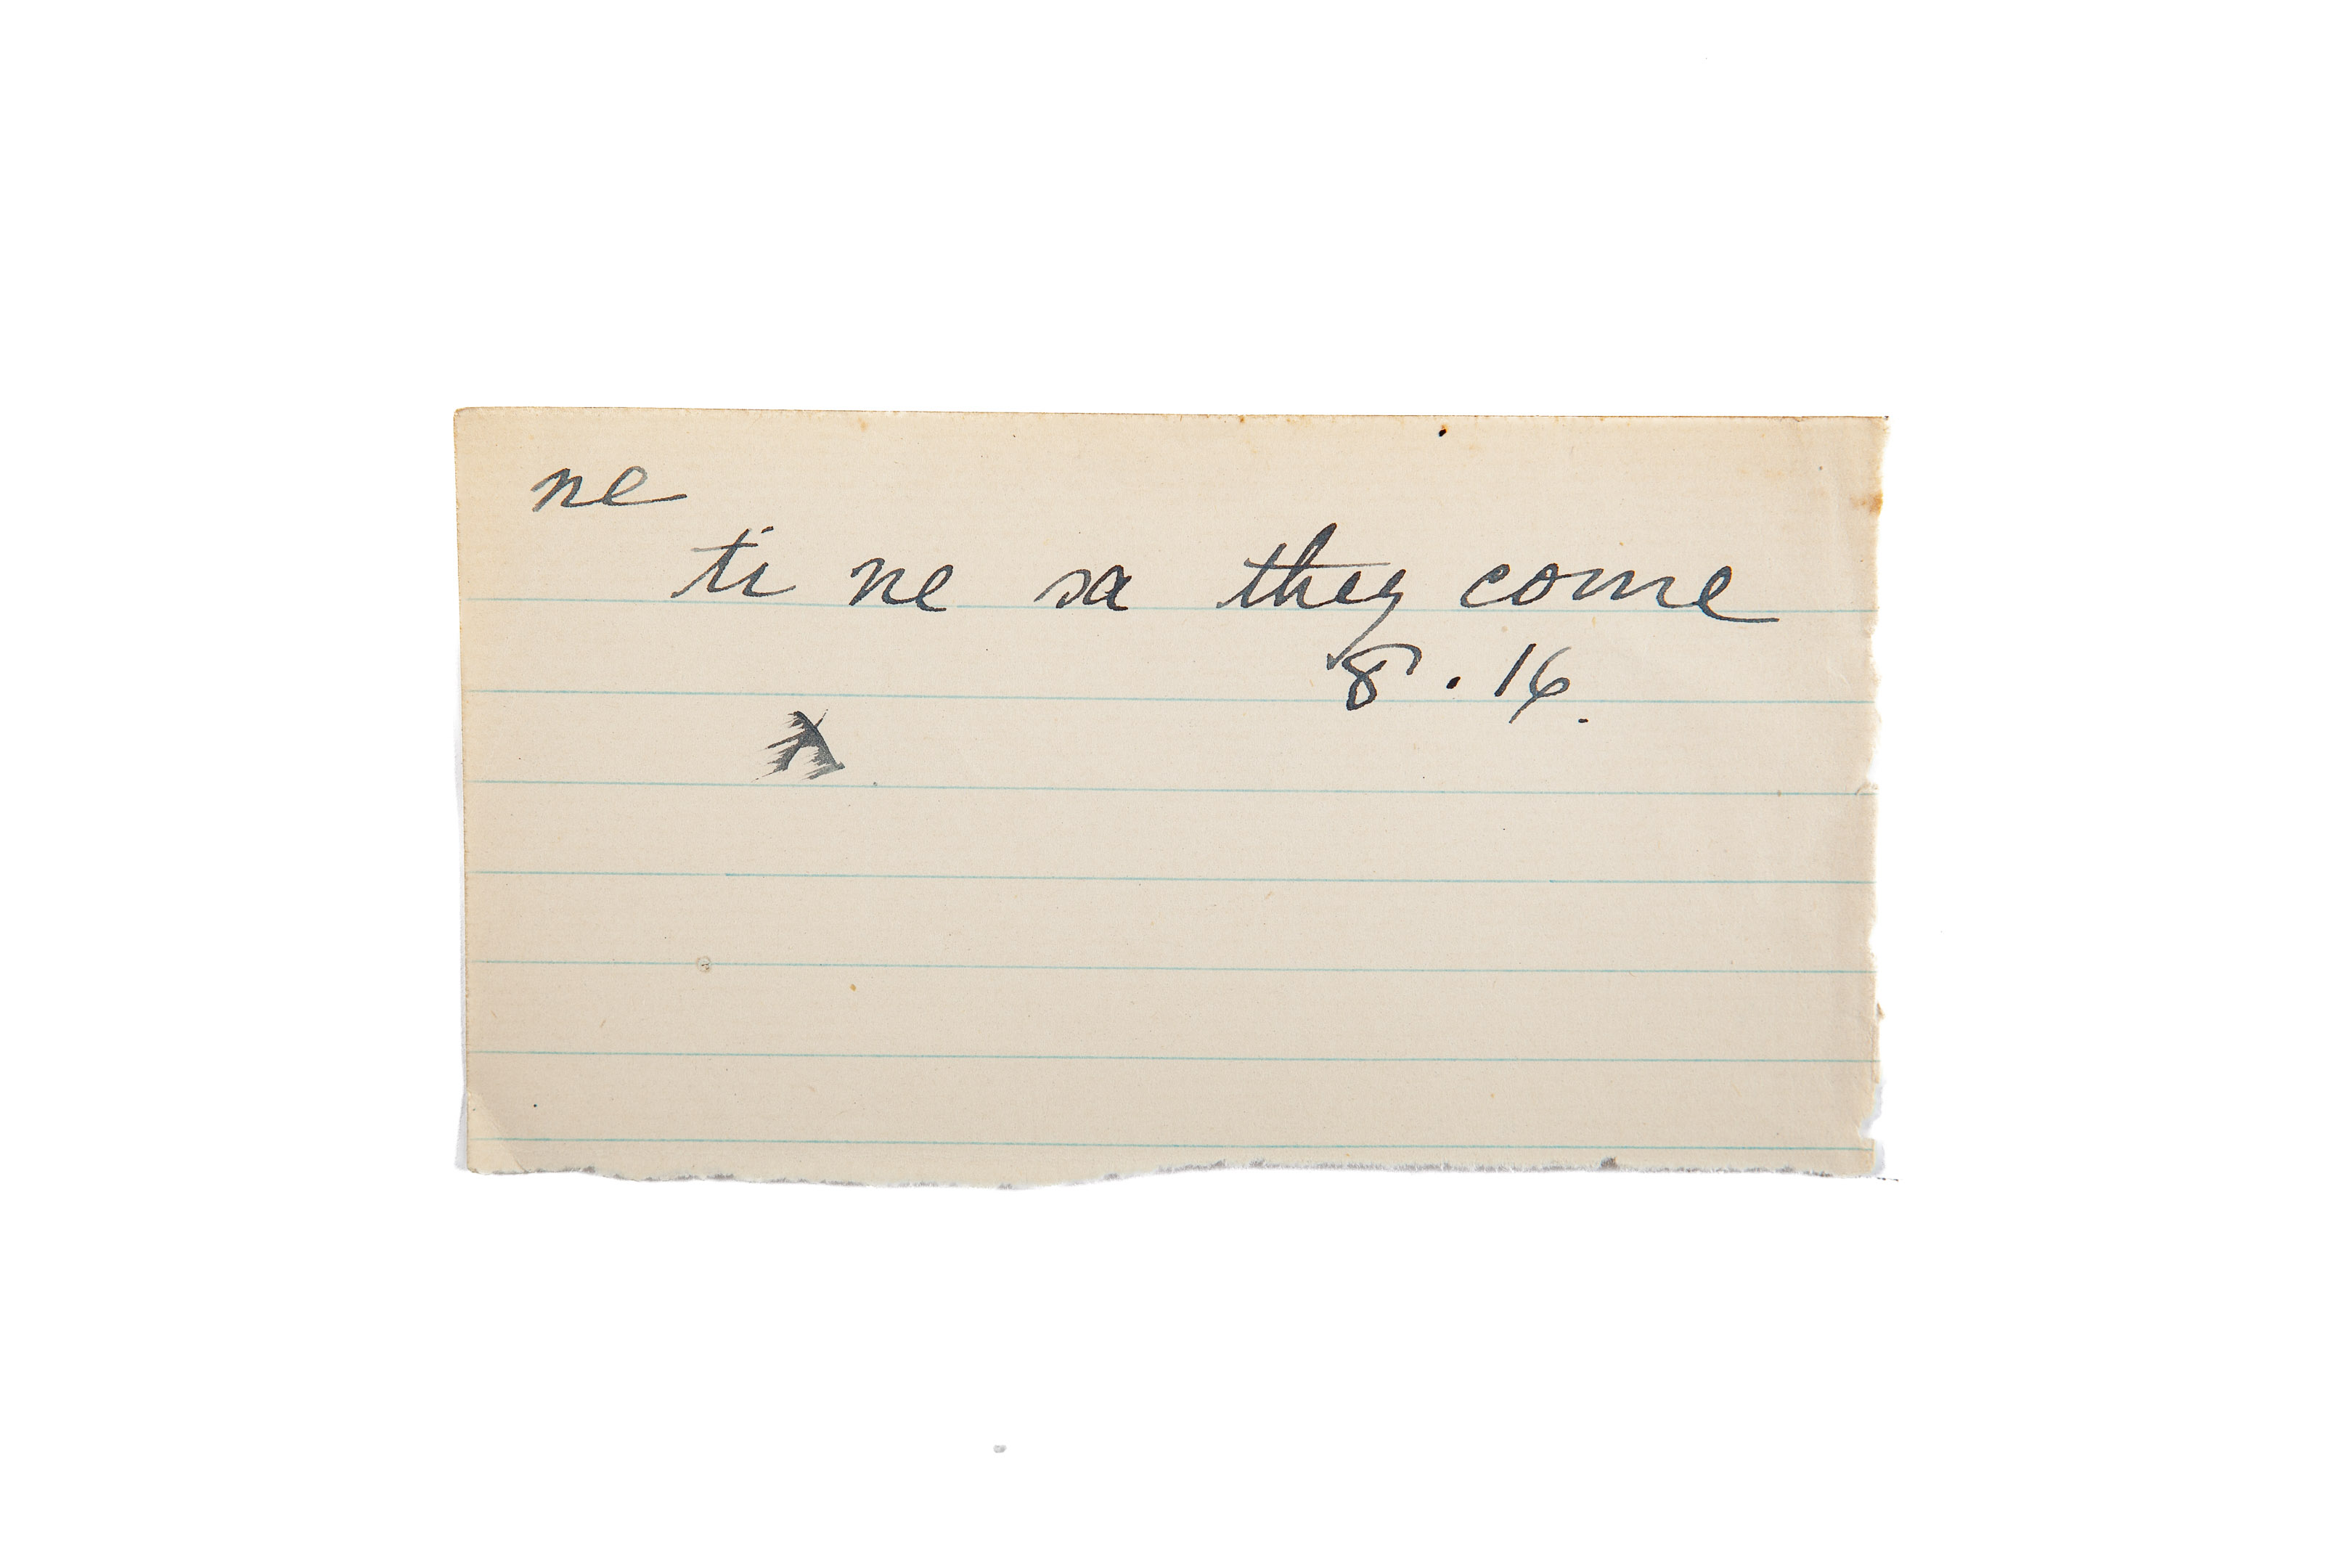 ne
ti ne sa they come
8. 16.